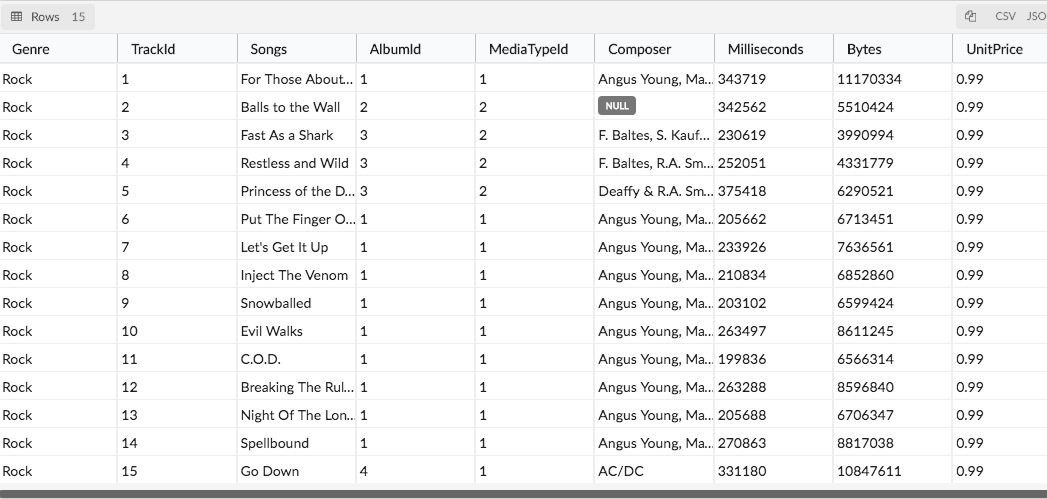 Rows 15 CSV JSO
Genre TrackId Songs AlbumId MediaTypeId Composer Milliseconds Bytes UnitPrice
Rock 1 For Those About... 1 1 Angus Young, Ma... 343719 11170334 0.99
Rock 2 Balls to the Wall 2 2 NULL 342562 5510424 0.99
Rock 3 Fast As a Shark 3 2 F. Baltes, S. Kauf... 230619 3990994 0.99
Rock 4 Restless and Wild 3 2 F. Baltes, R.A. Sm... 252051 4331779 0.99
Rock 5 Princess of the D... 3 2 Deaffy & R.A. Sm... 375418 6290521 0.99
Rock 6 Put The Finger O... 1 1 Angus Young, Ma... 205662 6713451 0.99
Rock 7 Let's Get It Up 1 1 Angus Young, Ma... 233926 7636561 0.99
Rock 8 Inject The Venom 1 1 Angus Young, Ma... 210834 6852860 0.99
Rock 9 Snowballed 1 1 Angus Young, Ma... 203102 6599424 0.99
Rock 10 Evil Walks 1 1 Angus Young, Ma... 263497 8611245 0.99
Rock 11 C.O.D. 1 1 Angus Young, Ma... 199836 6566314 0.99
Rock 12 Breaking The Rul... 1 1 Angus Young, Ma... 263288 8596840 0.99
Rock 13 Night Of The Lon... 1 1 Angus Young, Ma... 205688 6706347 0.99
Rock 14 Spellbound 1 1 Angus Young, Ma... 270863 8817038 0.99
Rock 15 Go Down 4 1 AC/DC 331180 10847611 0.99